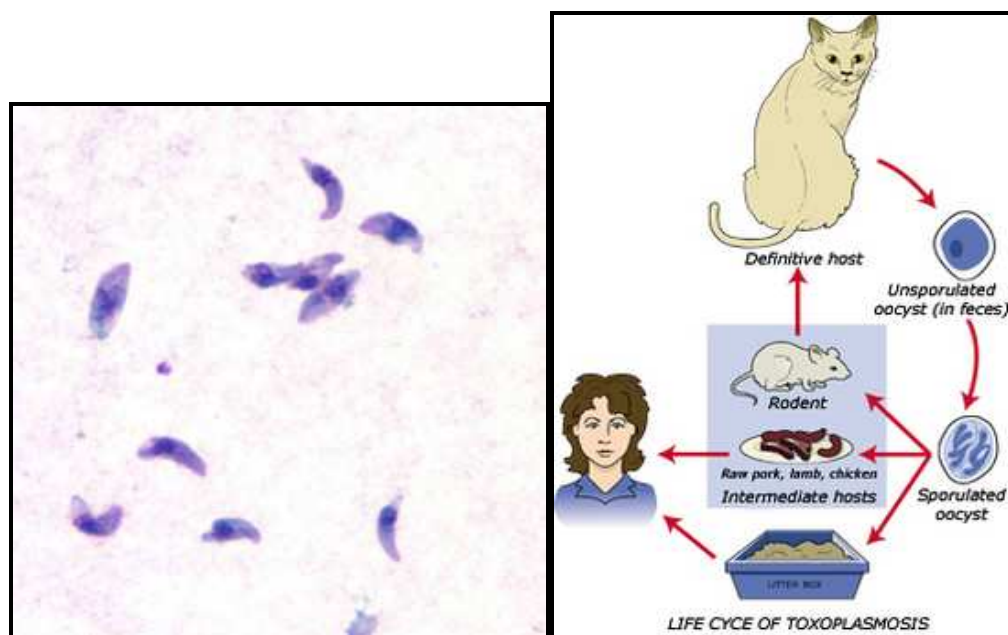 Definitive host
Unsporulated
oocyst (in feces)
Rodent
Raw pork, lamb, chicken
Intermediate hosts
Sporulated
oocyst
LITTER BOX
LIFE CYCE OF TOXOPLASMOSIS